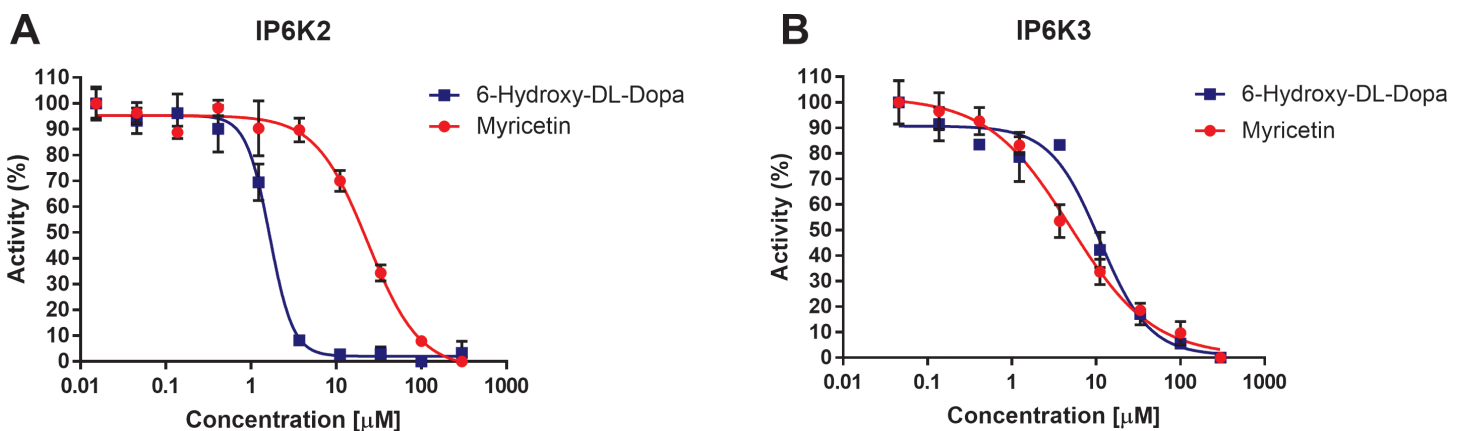 A
IP6K2
110
100
90
80
70
60
50
40
30
20
10
0
Activity (%)
0.01 0.1 1 10 100 1000
Concentration [μM]
6-Hydroxy-DL-Dopa
Myricetin
B
IP6K3
110
100
90
80
70
60
50
40
30
20
10
0
Activity (%)
0.01 0.1 1 10 100 1000
Concentration [μM]
6-Hydroxy-DL-Dopa
Myricetin